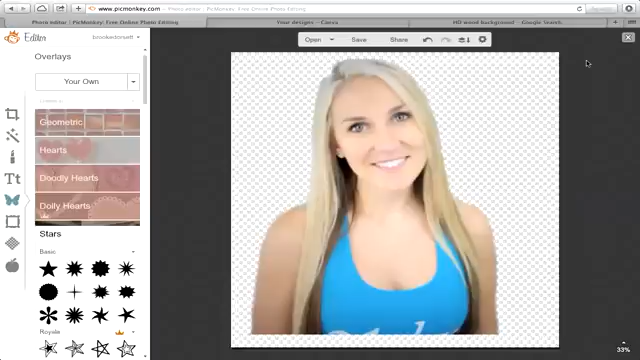 www.picmonkey.com
Photo editor | PicMonkey: Free Online Photo Editing
Your designs – Canva
HD wood background - Google Search
Editor
Overlays
Your Own
Open
Save
Share
Geometric
Hearts
Doodly Hearts
Dolly Hearts
Stars
Basic
Royale
33%